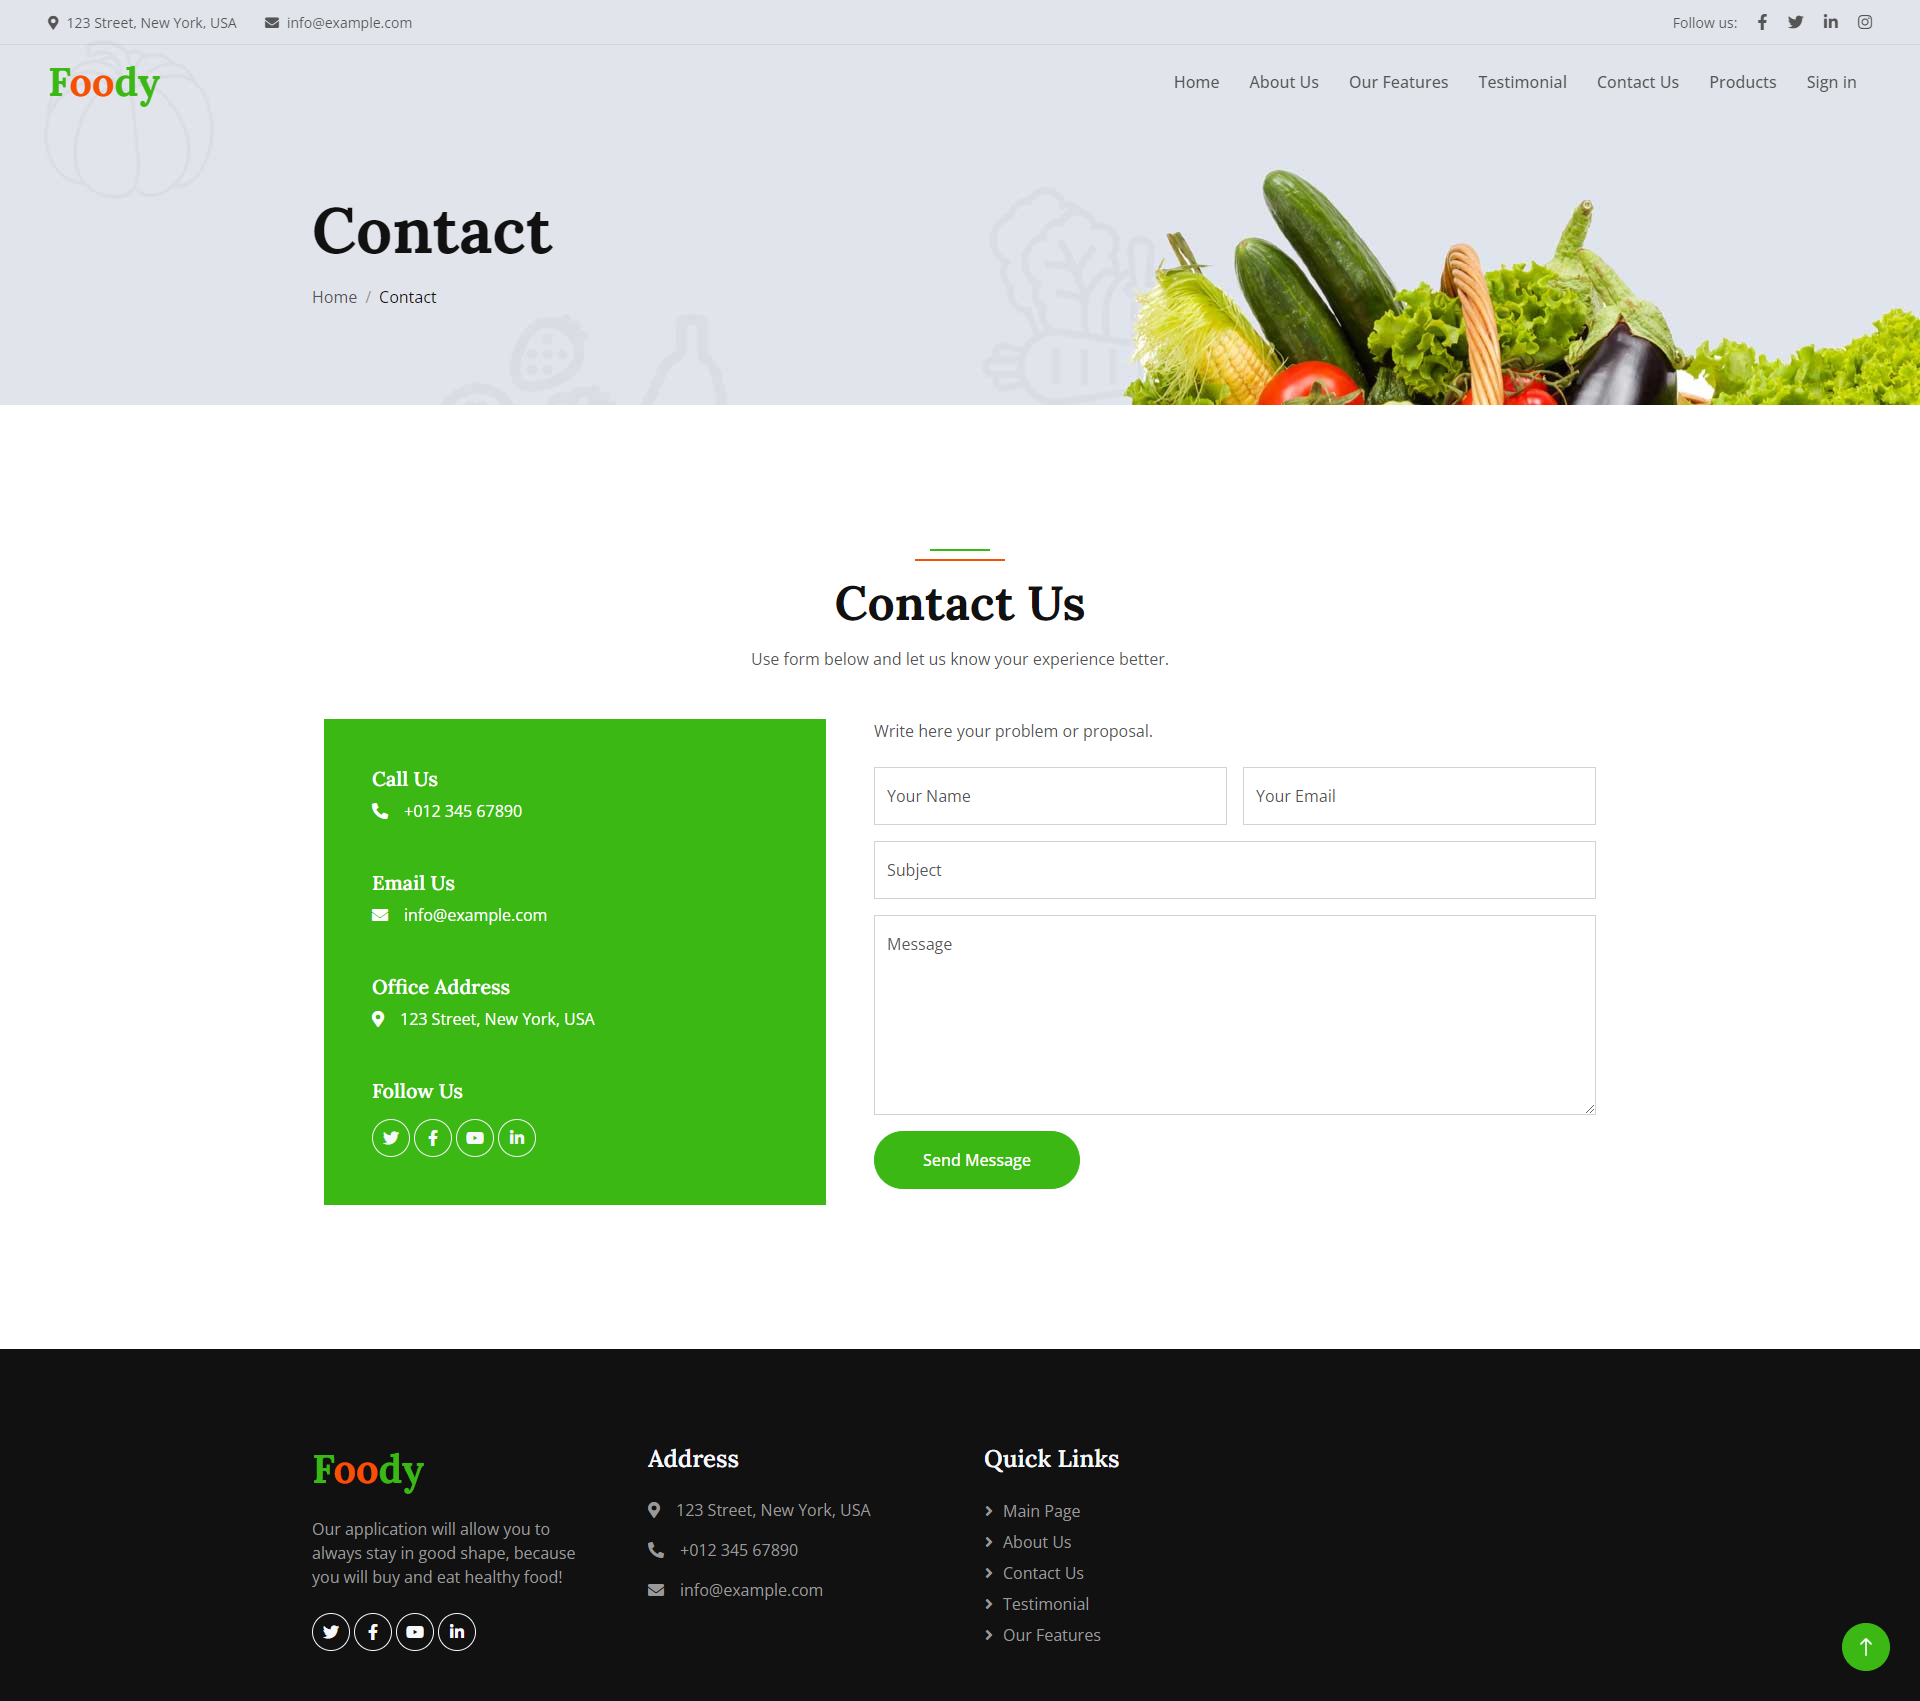 123 Street, New York, USA info@example.com Follow us:
Foody
Home About Us Our Features Testimonial Contact Us Products Sign in
Contact
Home / Contact
Contact Us
Use form below and let us know your experience better.
Call Us
+012 345 67890
Email Us
info@example.com
Office Address
123 Street, New York, USA
Follow Us
Write here your problem or proposal.
Your Name Your Email
Subject
Message
Send Message
Foody
Our application will allow you to
always stay in good shape, because
you will buy and eat healthy food!
Address
123 Street, New York, USA
+012 345 67890
info@example.com
Quick Links
Main Page
About Us
Contact Us
Testimonial
Our Features